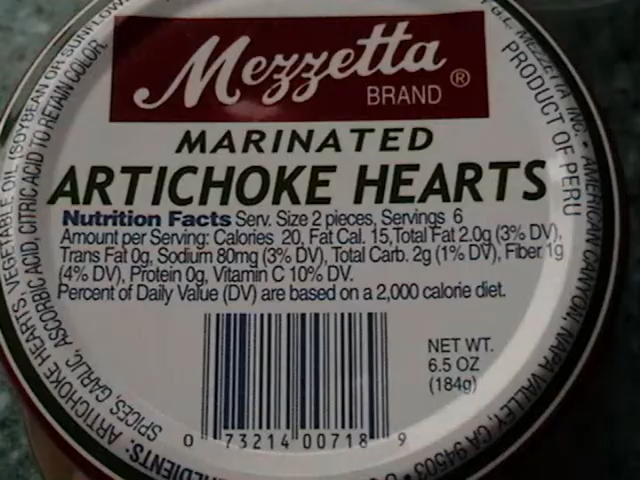 Mezzetta®
BRAND
MARINATED
ARTICHOKE HEARTS
Nutrition Facts Serv. Size 2 pieces, Servings 6
Amount per Serving: Calories 20, Fat Cal. 15, Total Fat 2.0g (3% DV),
Trans Fat 0g, Sodium 80mg (3% DV), Total Carb. 2g (1% DV), Fiber 1g
(4% DV), Protein 0g, Vitamin C 10% DV.
Percent of Daily Value (DV) are based on a 2,000 calorie diet.
NET WT.
6.5 OZ
(184g)
0 73214 00718 9
ARTICHOKE HEARTS, VEGETABLE OIL (SOYBEAN OR
SPICES, GARLIC, ASCORBIC ACID, CITRIC ACID TO RETAIN COLOR.
MEZZETTA, INC. • AMERICAN CANYON, NAPA VALLEY, CA 94503
PRODUCT OF PERU